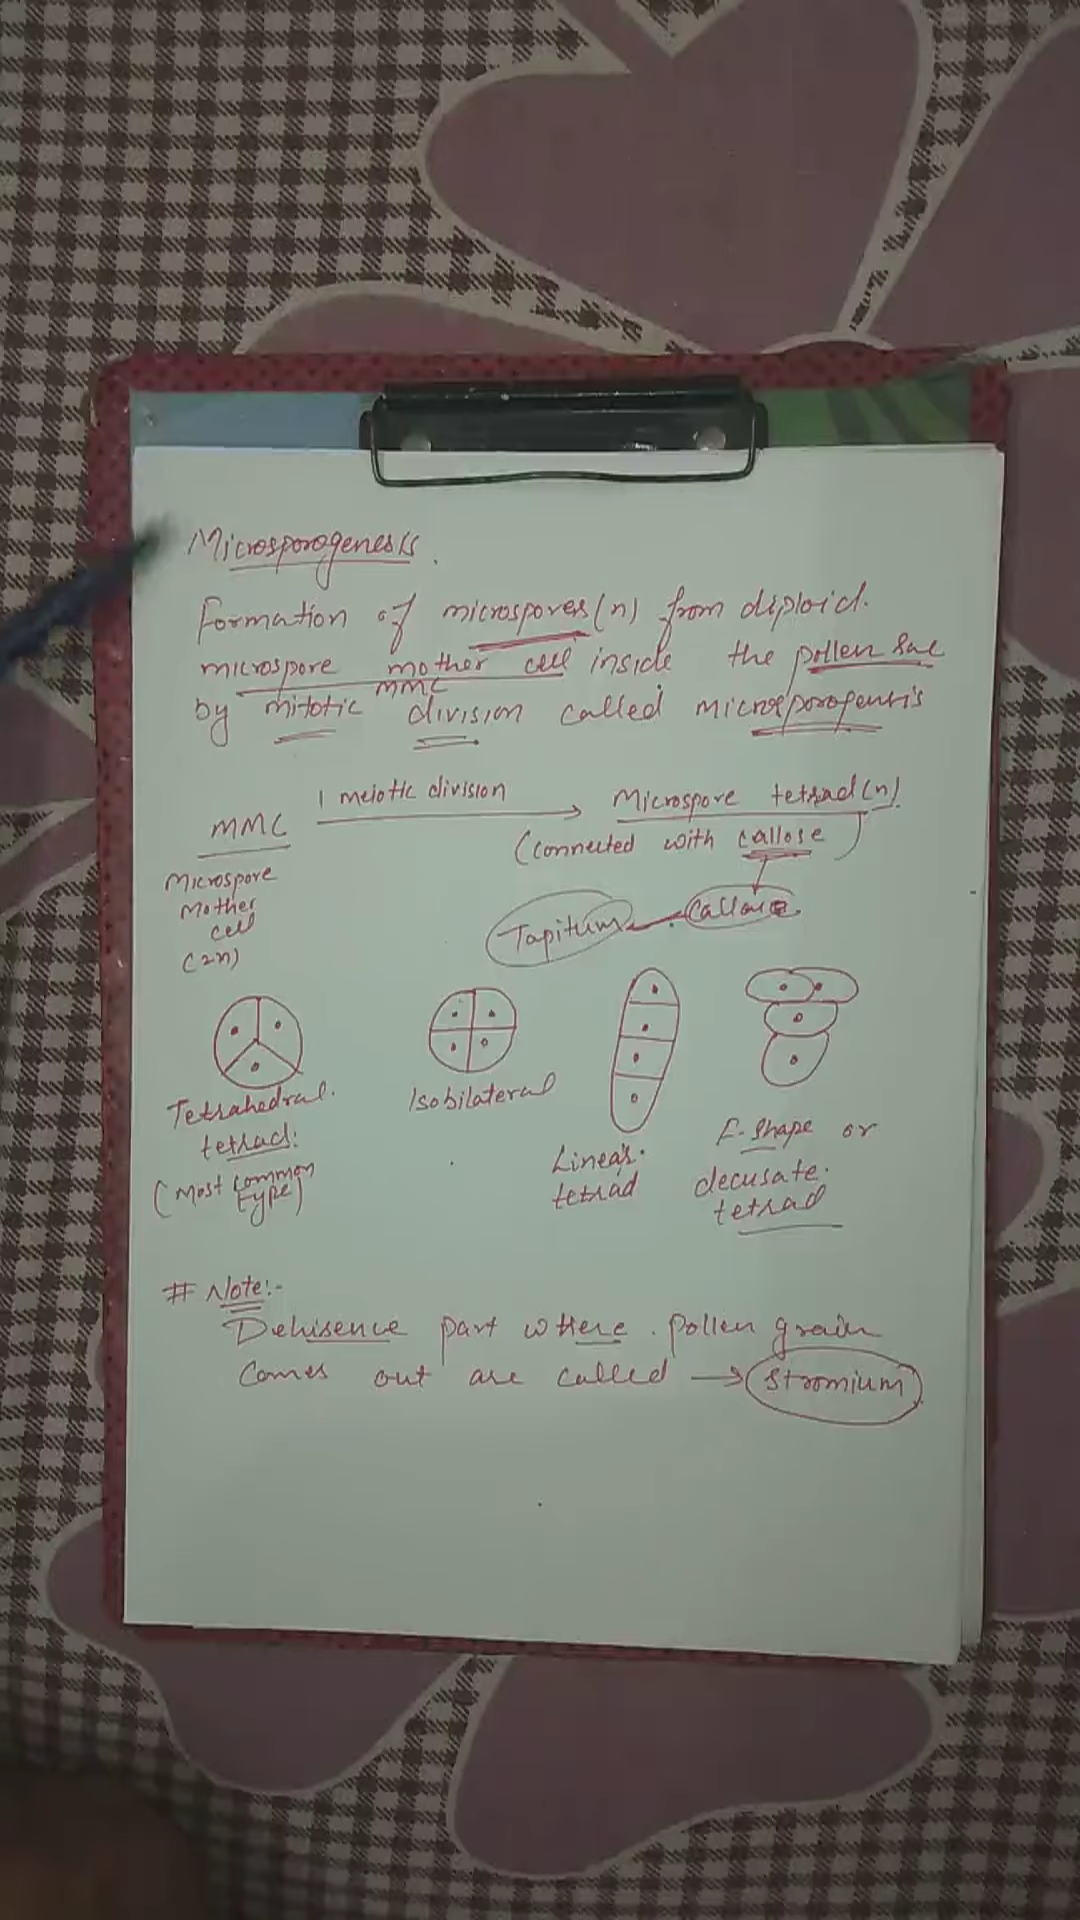 Microsporogenesis.
Formation of microspores (n) from diploid.
microspore mother cell inside the pollen sac
MMC
by mitotic division called microsporogenesis
MMC 1 meiotic division → Microspore tetrad (n)
(connected with callose)
Microspore
Mother
cell
(2n)
Tapitum callose
Tetrahedral.
tetrad:
(Most common
type)
Isobilateral
Linear.
tetrad
F-shape or
decusate.
tetrad
# Note:-
Dehisence part where pollen grain
comes out are called → Stromium